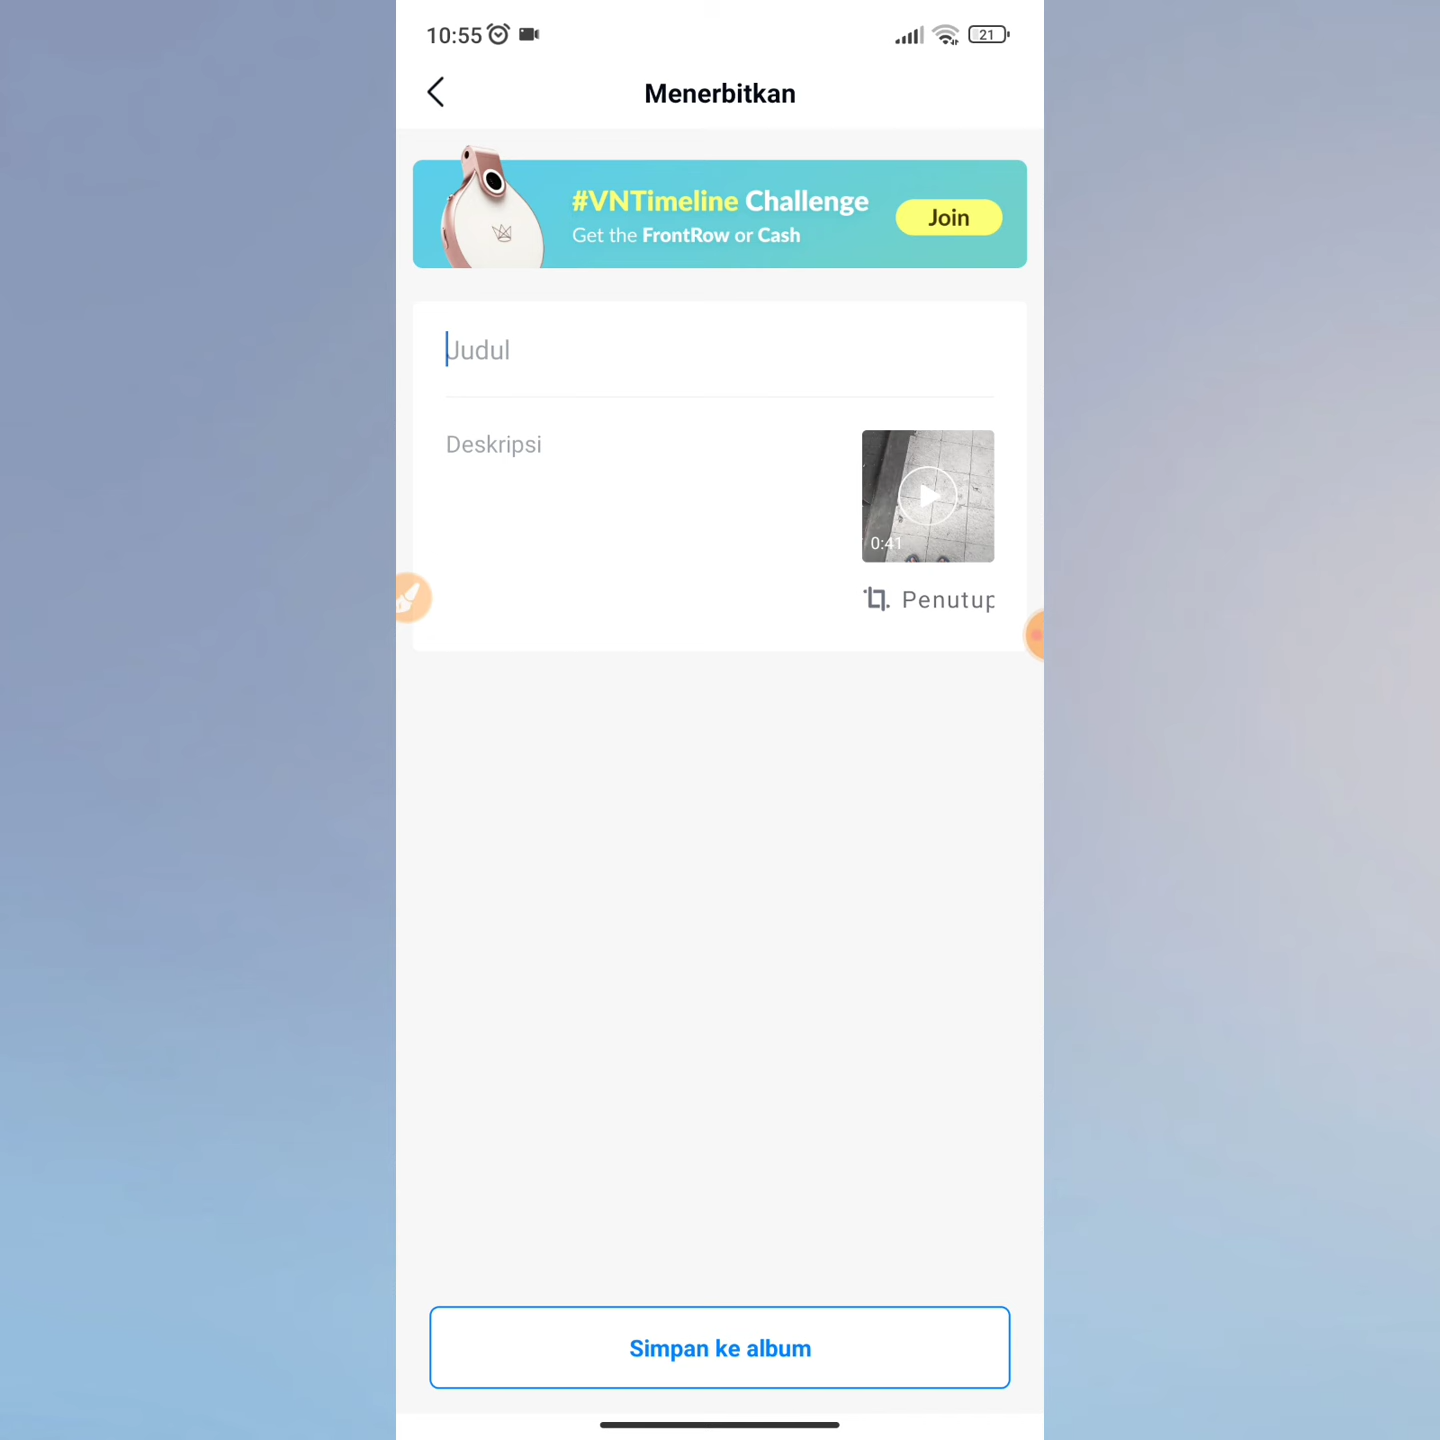 10:55
21
Menerbitkan
#VNTimeline Challenge
Get the FrontRow or Cash
Join
Judul
Deskripsi
0:41
Penutup
Simpan ke album